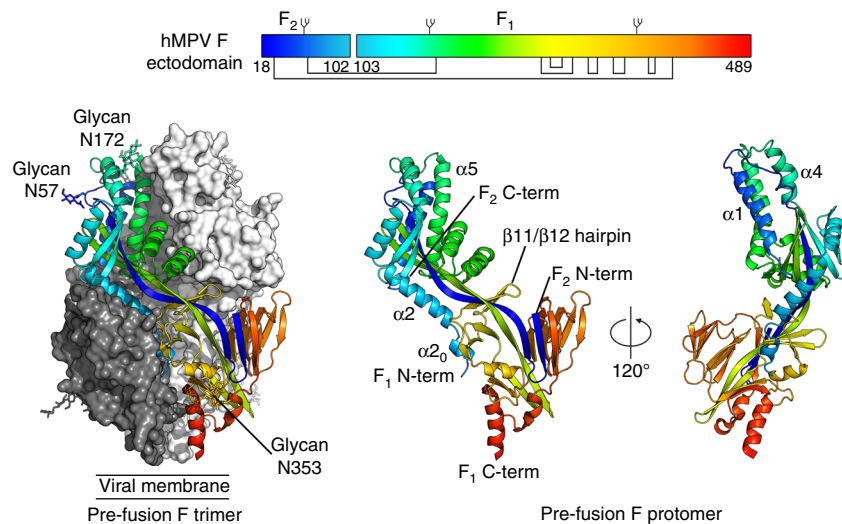 F2 F1
hMPV F
ectodomain
18 102 103 489
Glycan
N172
Glycan
N57
α5
F2 C-term
α4
α1
β11/β12 hairpin
F2 N-term
α2
α20
F1 N-term
120°
Glycan
N353
F1 C-term
Viral membrane
Pre-fusion F trimer
Pre-fusion F protomer